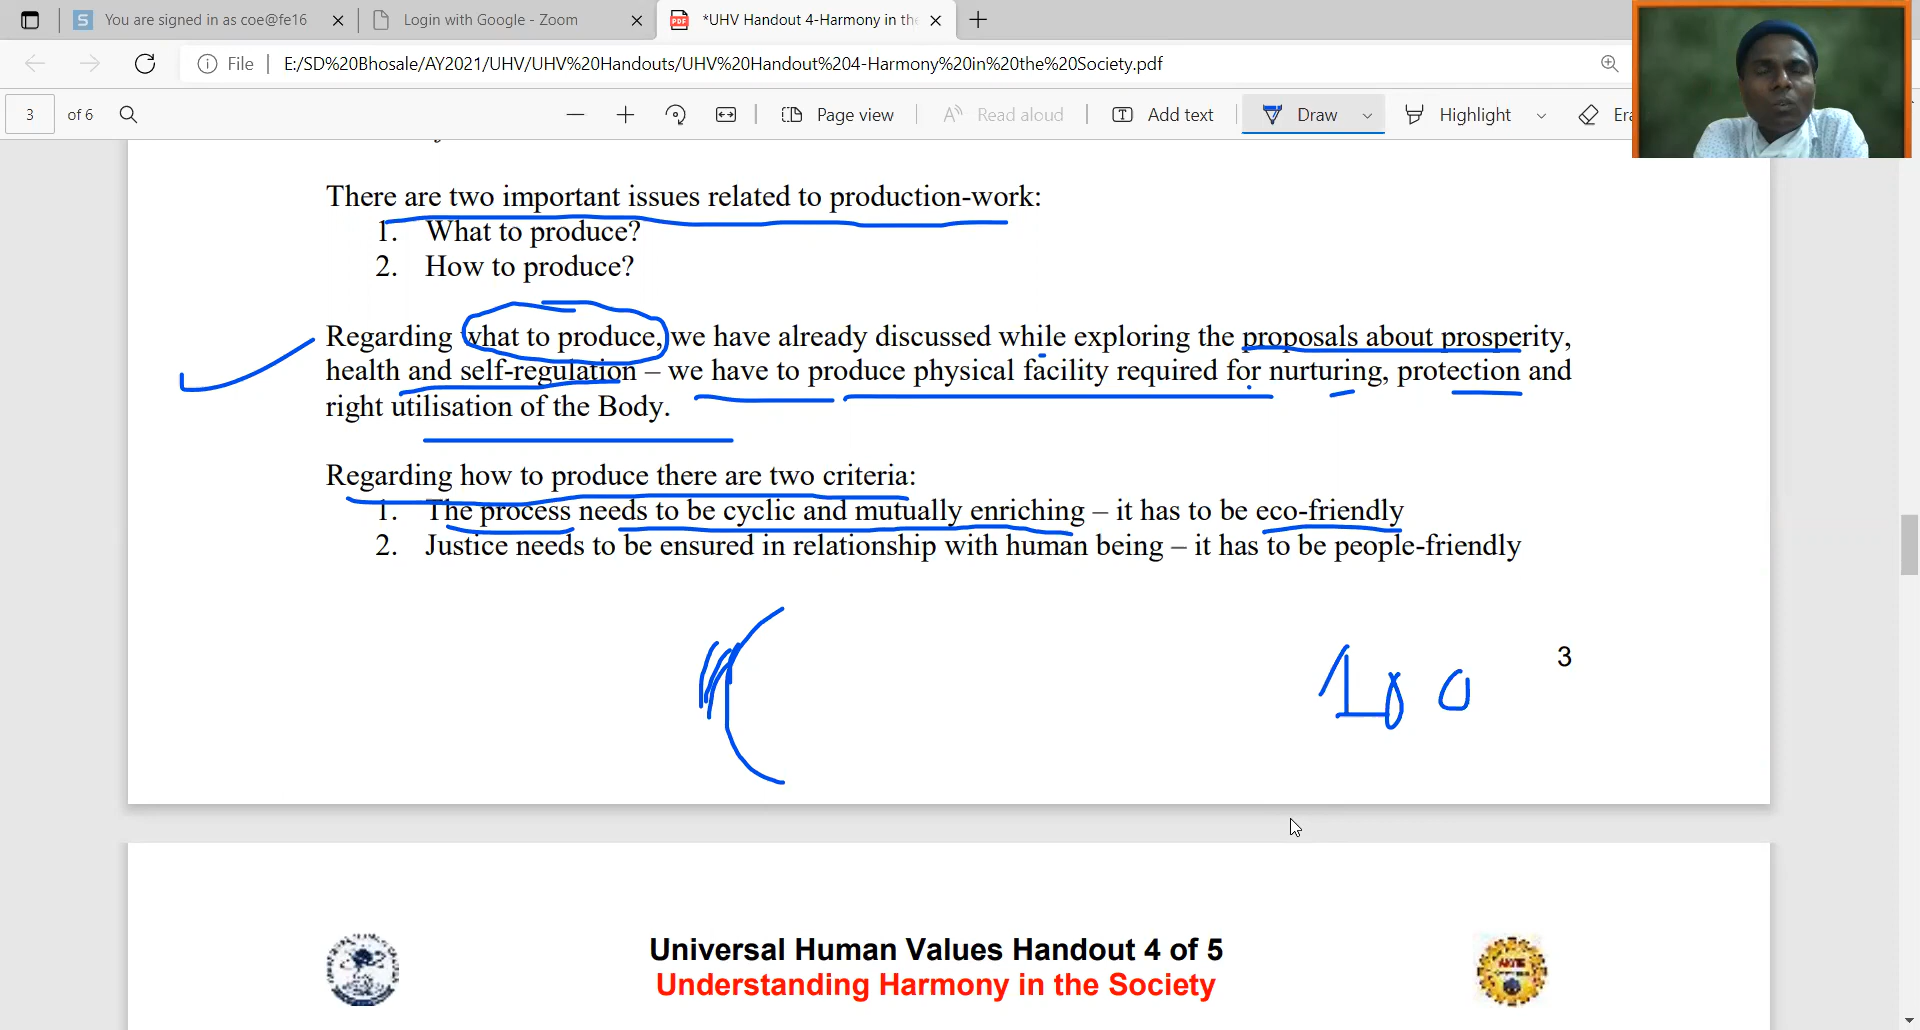 You are signed in as coe@fe16
Login with Google - Zoom
*UHV Handout 4-Harmony in the
File
E:/SD%20Bhosale/AY2021/UHV/UHV%20Handouts/UHV%20Handout%204-Harmony%20in%20the%20Society.pdf
3 of 6
Page view
Read aloud
Add text
Draw
Highlight
There are two important issues related to production-work:
1. What to produce?
2. How to produce?
Regarding what to produce, we have already discussed while exploring the proposals about prosperity,
health and self-regulation – we have to produce physical facility required for nurturing, protection and
right utilisation of the Body.
Regarding how to produce there are two criteria:
1. The process needs to be cyclic and mutually enriching – it has to be eco-friendly
2. Justice needs to be ensured in relationship with human being – it has to be people-friendly
3
100
Universal Human Values Handout 4 of 5
Understanding Harmony in the Society